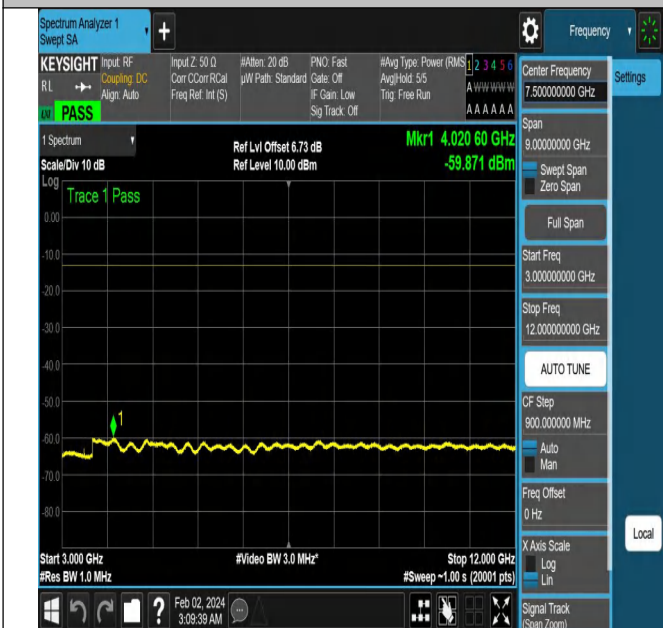 Spectrum Analyzer 1
Swept SA
Frequency
KEYSIGHT
RL
LNI PASS
Input: RF
Coupling: DC
Align: Auto
Input Z: 50 Ω
Corr CCorr RCal
Freq Ref: Int (S)
#Atten: 20 dB
µW Path: Standard
PNO: Fast
Gate: Off
IF Gain: Low
Sig Track: Off
#Avg Type: Power (RMS
Avg|Hold: 5/5
Trig: Free Run
1 2 3 4 5 6
A W W W W W
A A A A A A
1 Spectrum
Scale/Div 10 dB
Ref Lvl Offset 6.73 dB
Ref Level 10.00 dBm
Mkr1 4.020 60 GHz
-59.871 dBm
Log
Trace 1 Pass
0.00
-10.0
-20.0
-30.0
-40.0
-50.0
-60.0
-70.0
-80.0
1
Start 3.000 GHz
#Res BW 1.0 MHz
#Video BW 3.0 MHz*
Stop 12.000 GHz
#Sweep ~1.00 s (20001 pts)
Feb 02, 2024
3:09:39 AM
?
Center Frequency
7.500000000 GHz
Settings
Span
9.00000000 GHz
Swept Span
Zero Span
Full Span
Start Freq
3.000000000 GHz
Stop Freq
12.000000000 GHz
AUTO TUNE
CF Step
900.000000 MHz
Auto
Man
Freq Offset
0 Hz
X Axis Scale
Log
Lin
Local
Signal Track
(Span Zoom)